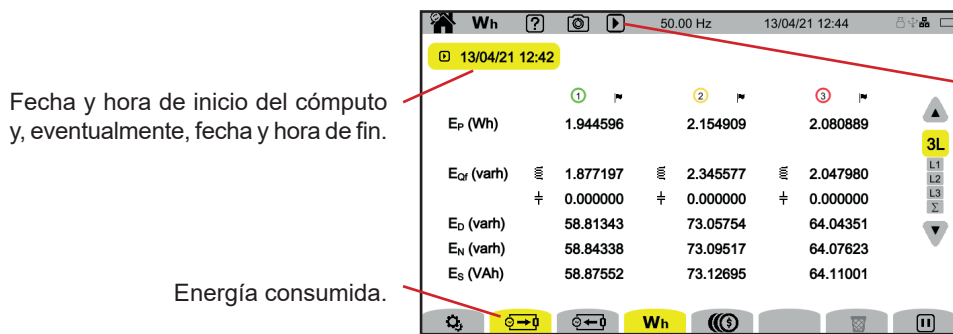 Wh ? 50.00 Hz 13/04/21 12:44
13/04/21 12:42
Fecha y hora de inicio del cómputo
y, eventualmente, fecha y hora de fin.
1 2 3
EP (Wh) 1.944596 2.154909 2.080889
3L
L1
EQf (varh) 1.877197 2.345577 2.047980
L2
L3
0.000000 0.000000 0.000000
Σ
ED (varh) 58.81343 73.05754 64.04351
EN (varh) 58.84338 73.09517 64.07623
ES (VAh) 58.87552 73.12695 64.11001
Energía consumida.
Wh $